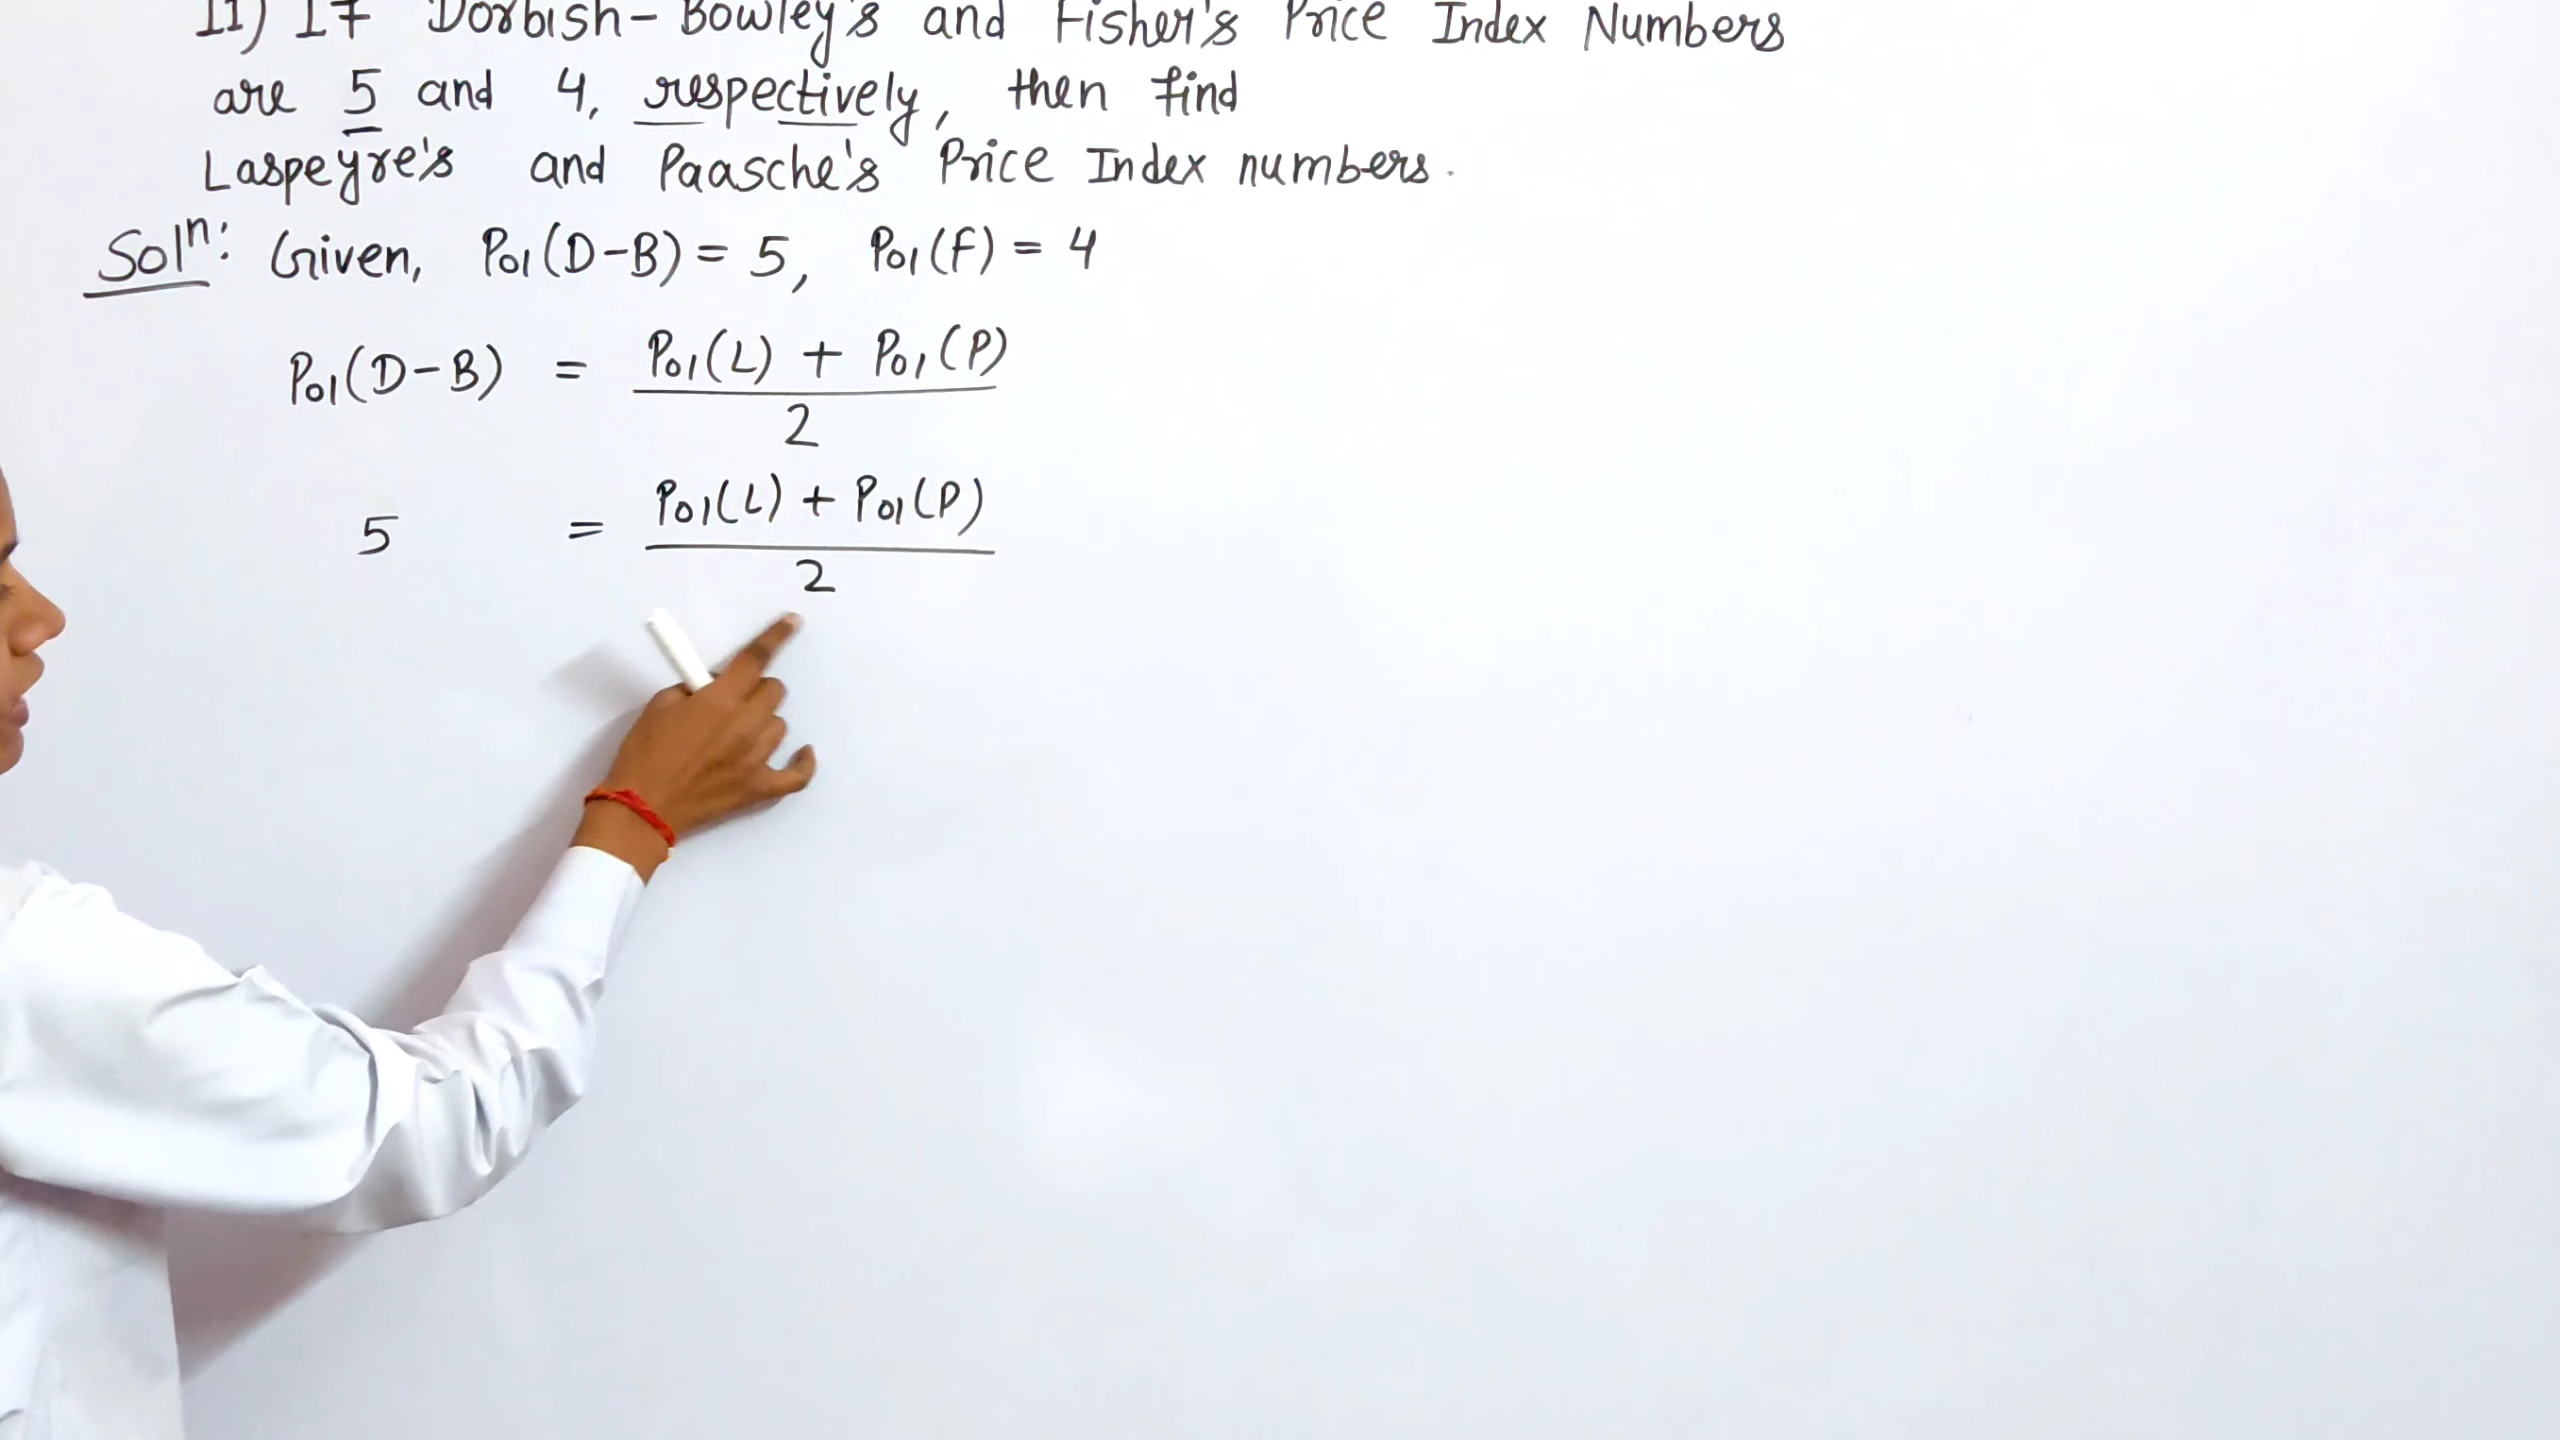 11) If Dorbish-Bowley's and Fisher's Price Index Numbers
are 5 and 4, respectively, then find
Laspeyre's and Paasche's Price Index numbers.
Solⁿ: Given, P₀₁(D-B) = 5, P₀₁(F) = 4
P₀₁(D-B) = P₀₁(L) + P₀₁(P)
2
5 = P₀₁(L) + P₀₁(P)
2